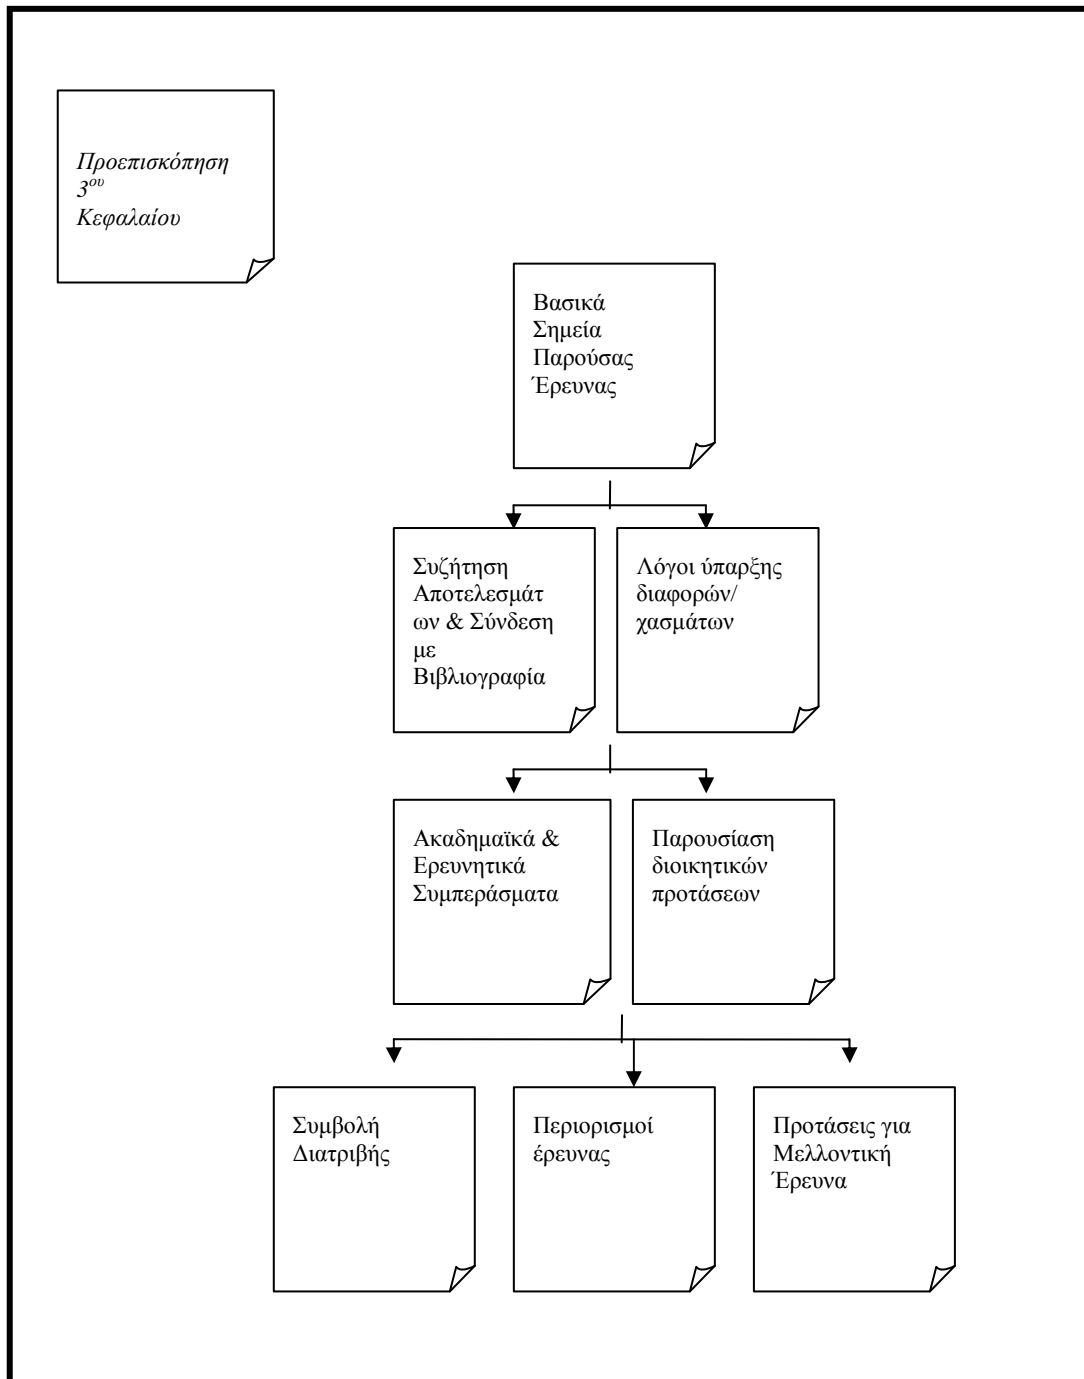 Προεπισκόπηση
3ου
Κεφαλαίου
Βασικά
Σημεία
Παρούσας
Έρευνας
Συζήτηση
Αποτελεσμάτ
ων & Σύνδεση
με
Βιβλιογραφία
Λόγοι ύπαρξης
διαφορών/
χασμάτων
Ακαδημαϊκά &
Ερευνητικά
Συμπεράσματα
Παρουσίαση
διοικητικών
προτάσεων
Συμβολή
Διατριβής
Περιορισμοί
έρευνας
Προτάσεις για
Μελλοντική
Έρευνα